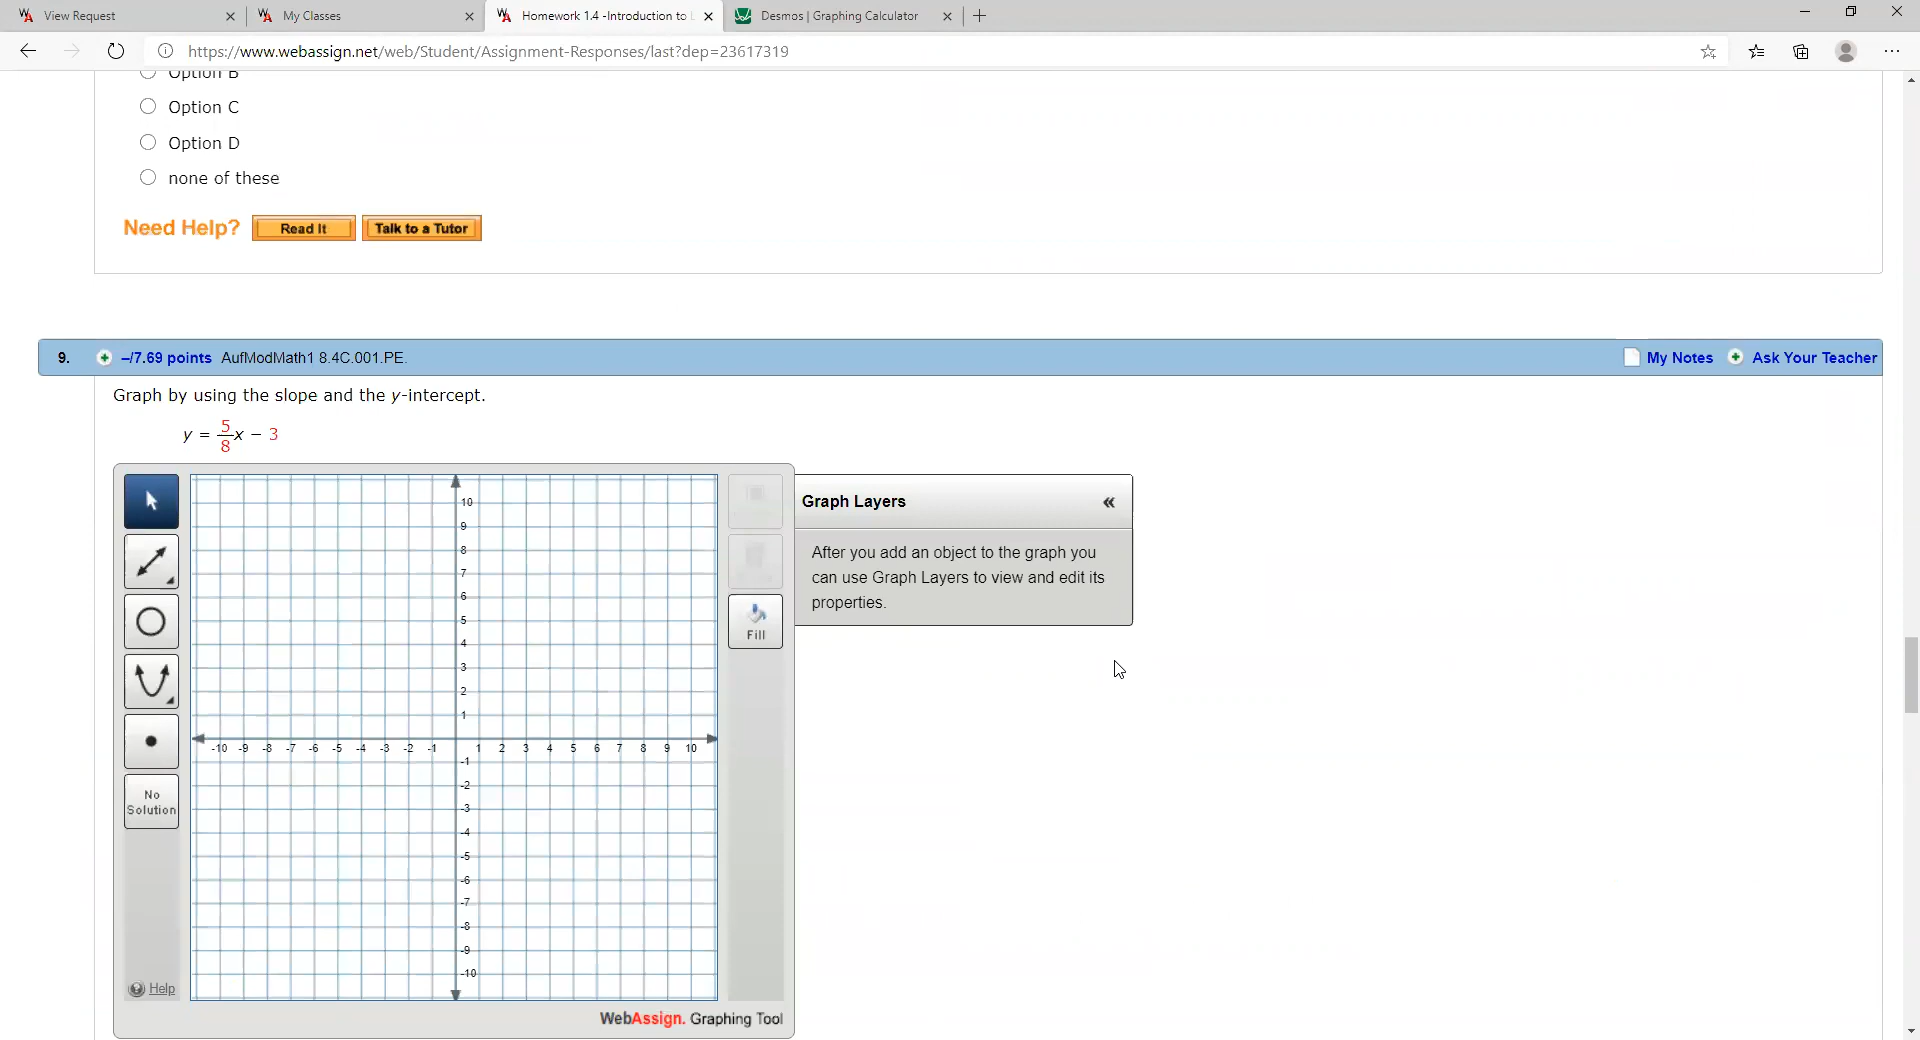 View Request
My Classes
Homework 1.4 -Introduction to L
Desmos | Graphing Calculator
https://www.webassign.net/web/Student/Assignment-Responses/last?dep=23617319
Option B
Option C
Option D
none of these
Need Help? Read It Talk to a Tutor
9. –/7.69 points AufModMath1 8.4C.001.PE. My Notes Ask Your Teacher
Graph by using the slope and the y-intercept.
y = 5/8 x − 3
Graph Layers «
After you add an object to the graph you
can use Graph Layers to view and edit its
properties.
Fill
No
Solution
10
9
8
7
6
5
4
3
2
1
-10 -9 -8 -7 -6 -5 -4 -3 -2 -1 1 2 3 4 5 6 7 8 9 10
-1
-2
-3
-4
-5
-6
-7
-8
-9
-10
Help
WebAssign. Graphing Tool